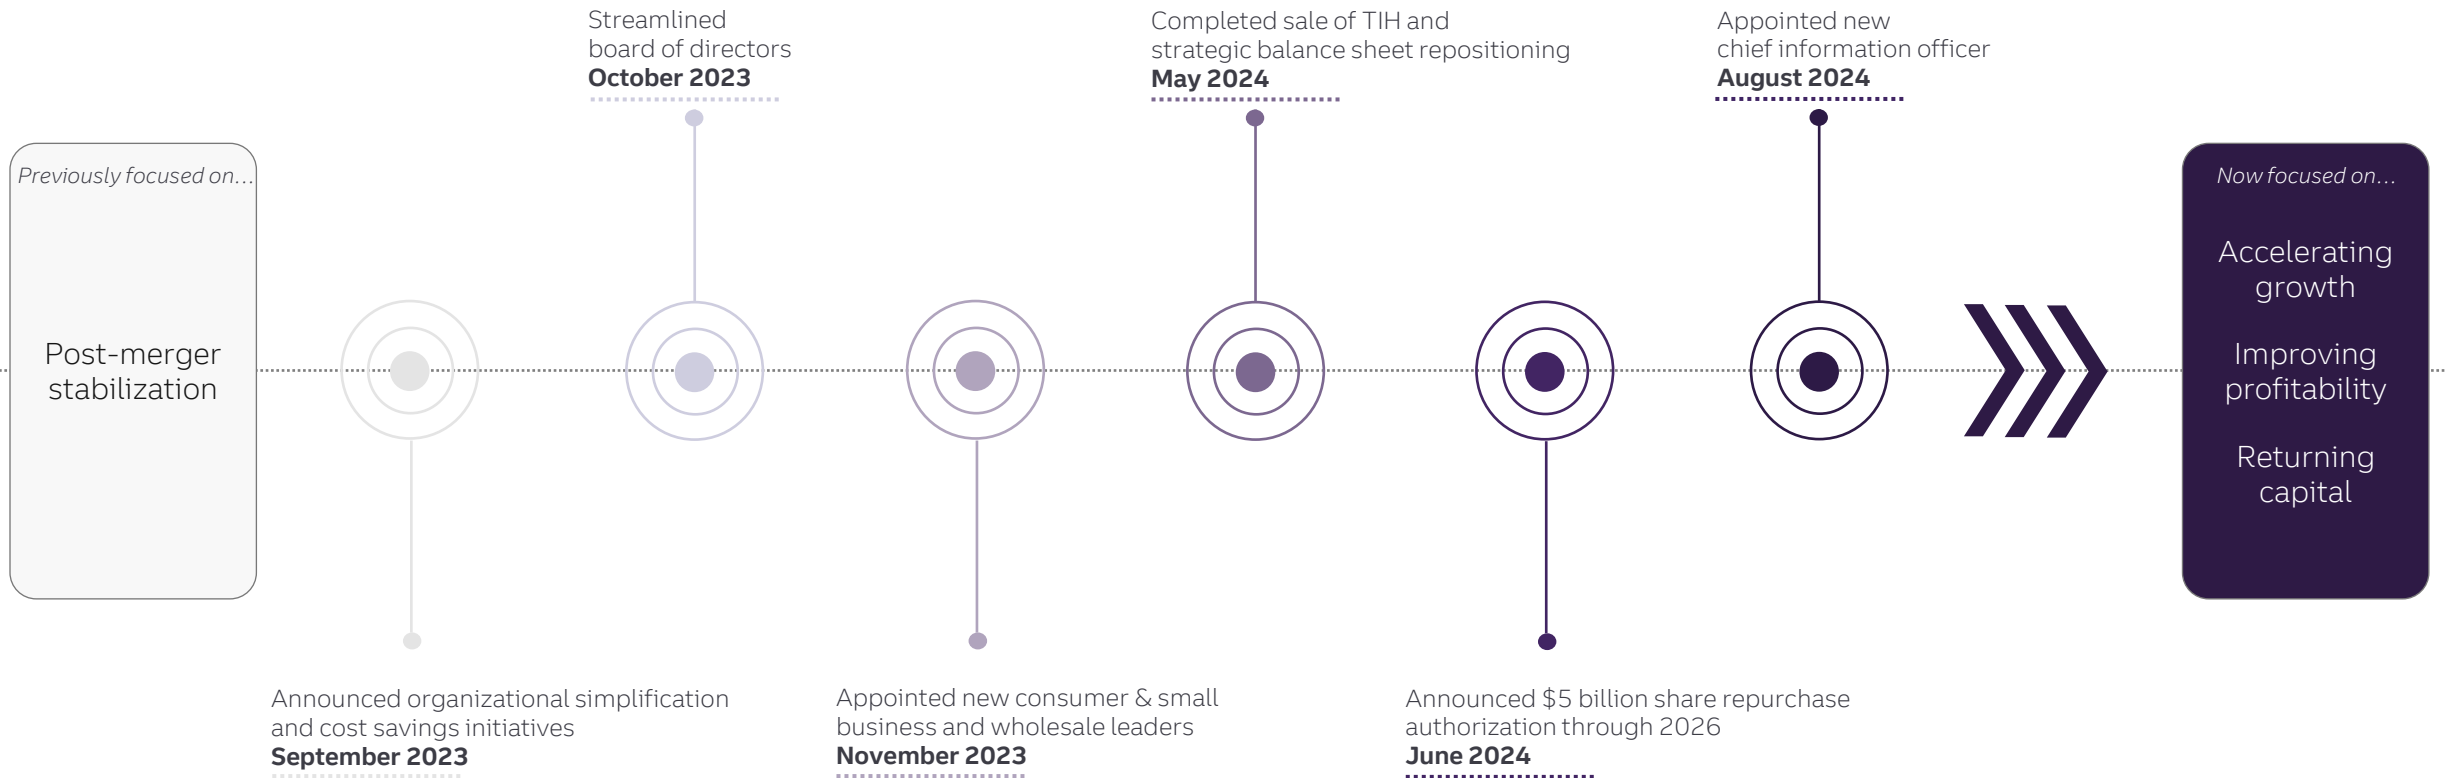 Previously focused on...
Post-merger
stabilization
Announced organizational simplification
and cost savings initiatives
September 2023
Streamlined
board of directors
October 2023
Appointed new consumer & small
business and wholesale leaders
November 2023
Completed sale of TIH and
strategic balance sheet repositioning
May 2024
Announced $5 billion share repurchase
authorization through 2026
June 2024
Appointed new
chief information officer
August 2024
Now focused on...
Accelerating
growth
Improving
profitability
Returning
capital